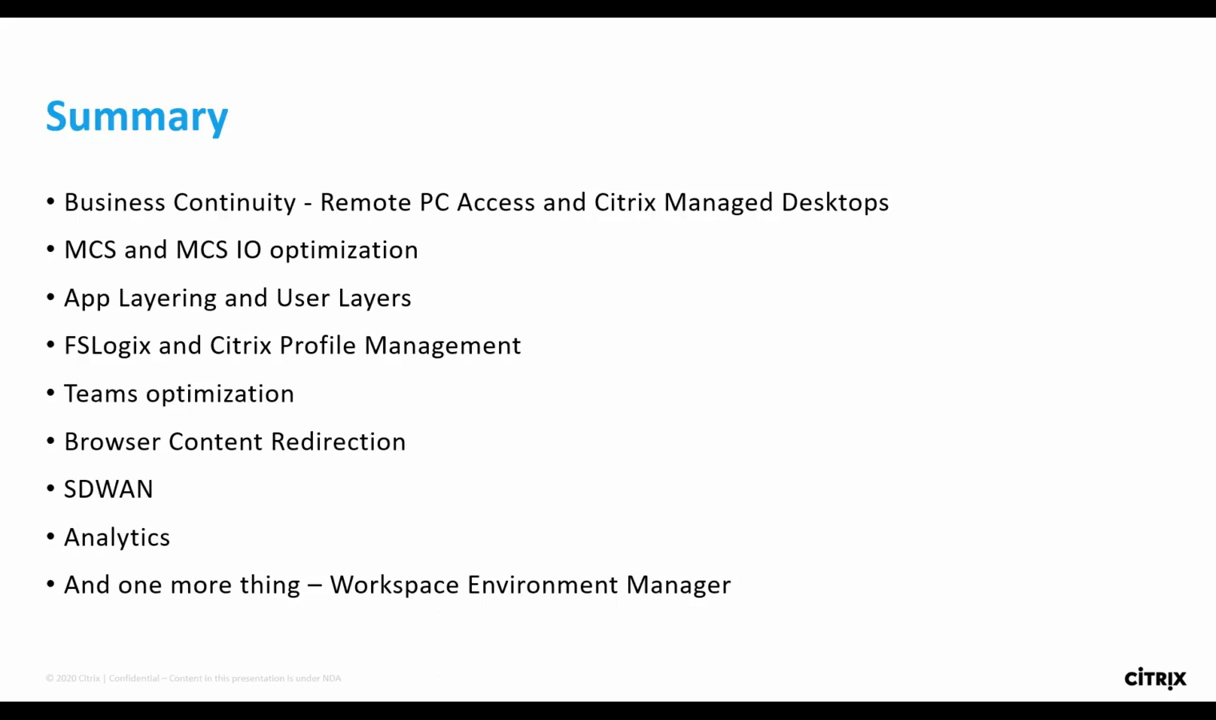 Summary
• Business Continuity - Remote PC Access and Citrix Managed Desktops
• MCS and MCS IO optimization
• App Layering and User Layers
• FSLogix and Citrix Profile Management
• Teams optimization
• Browser Content Redirection
• SDWAN
• Analytics
• And one more thing – Workspace Environment Manager
© 2020 Citrix | Confidential – Content in this presentation is under NDA
CİTRIX